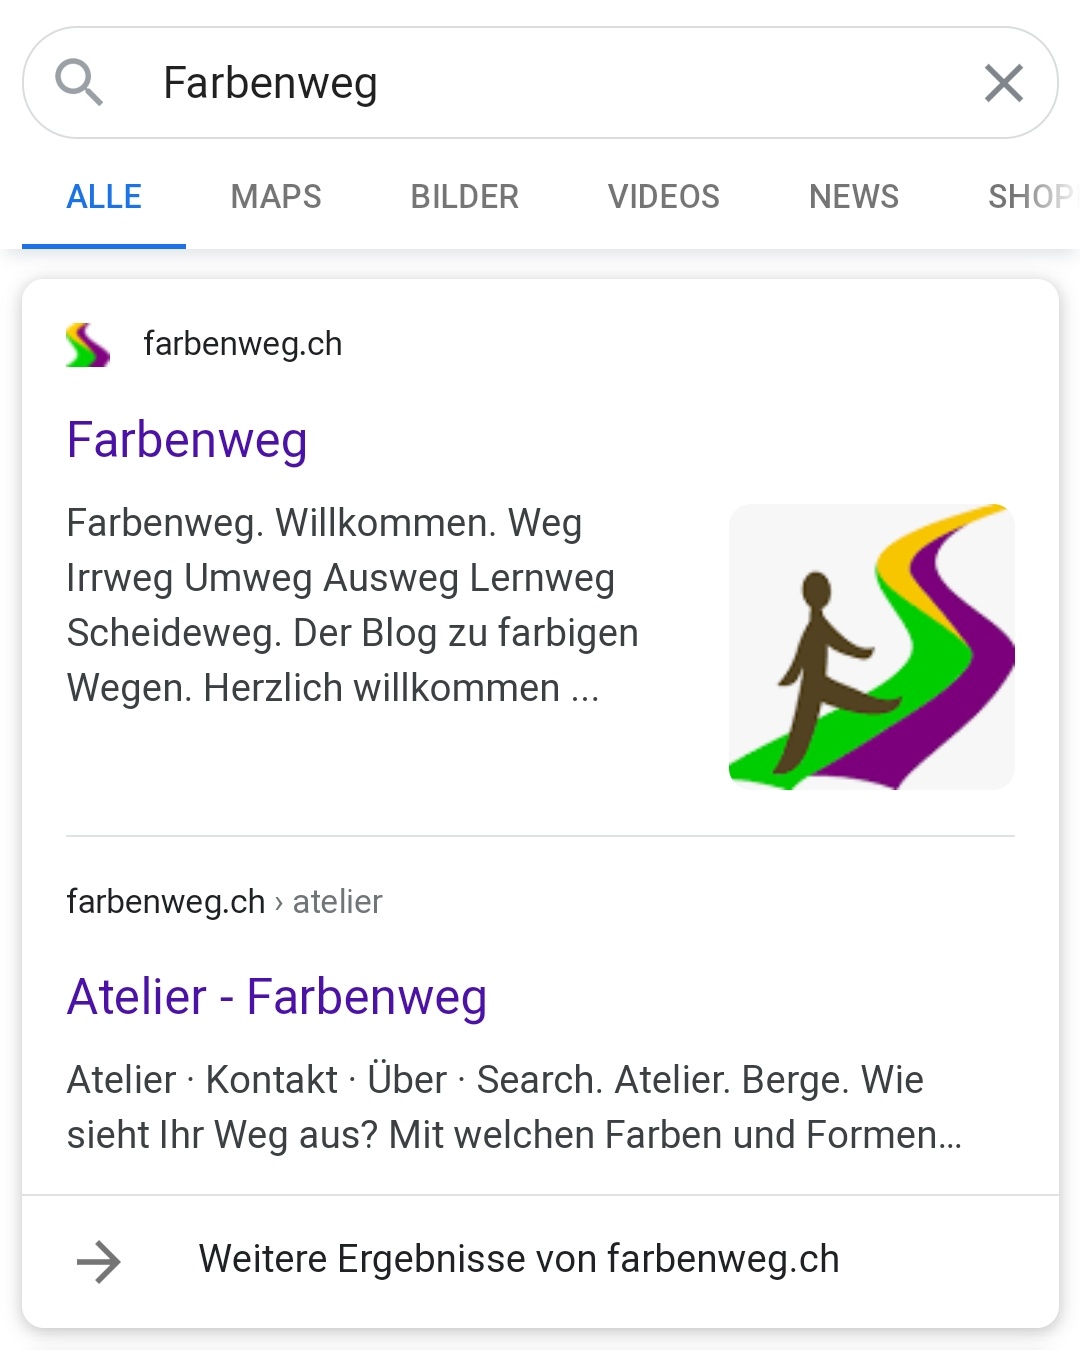 Farbenweg
ALLE MAPS BILDER VIDEOS NEWS SHOP
farbenweg.ch
Farbenweg
Farbenweg. Willkommen. Weg
Irrweg Umweg Ausweg Lernweg
Scheideweg. Der Blog zu farbigen
Wegen. Herzlich willkommen ...
farbenweg.ch › atelier
Atelier - Farbenweg
Atelier · Kontakt · Über · Search. Atelier. Berge. Wie
sieht Ihr Weg aus? Mit welchen Farben und Formen...
Weitere Ergebnisse von farbenweg.ch